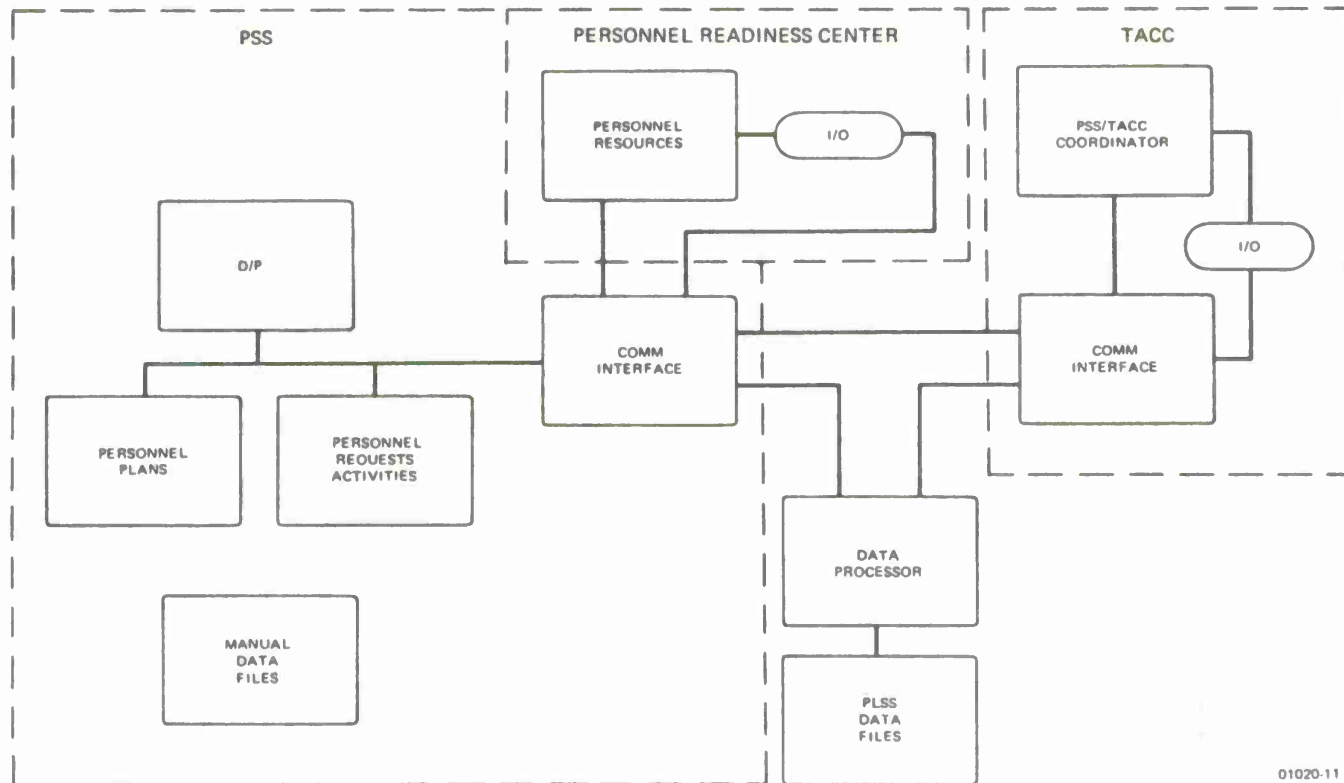 PSS
PERSONNEL READINESS CENTER
TACC
PERSONNEL
RESOURCES
I/O
PSS/TACC
COORDINATOR
I/O
D/P
COMM
INTERFACE
COMM
INTERFACE
PERSONNEL
PLANS
PERSONNEL
REQUESTS
ACTIVITIES
DATA
PROCESSOR
MANUAL
DATA
FILES
PLSS
DATA
FILES
01020-11